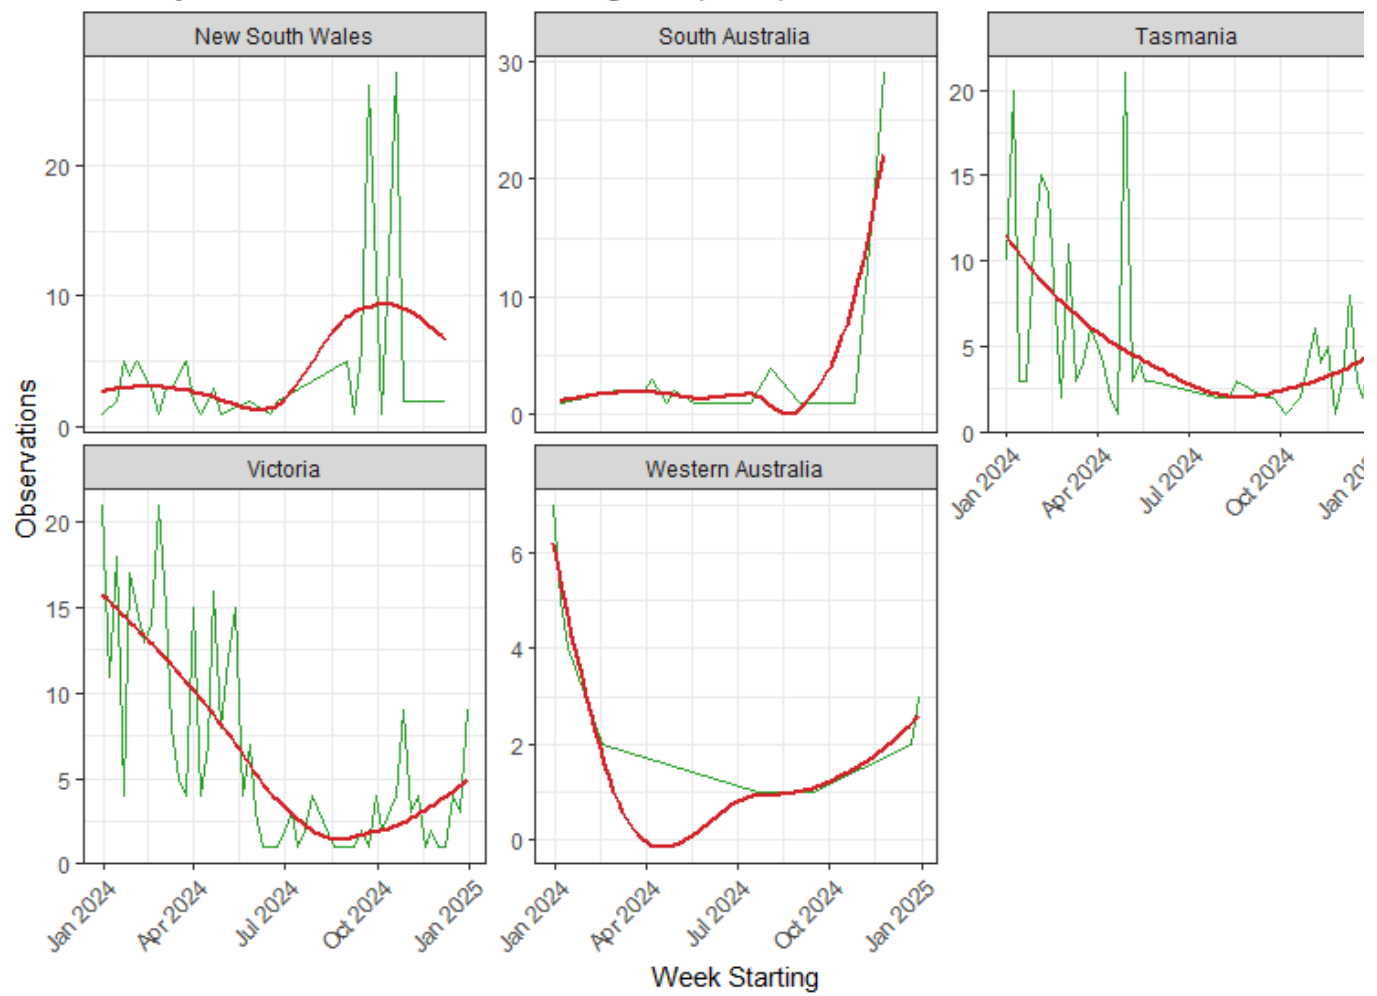 New South Wales
South Australia
Tasmania
20
10
0
30
20
10
0
20
15
10
5
0
Jan 2024
Apr 2024
Jul 2024
Oct 2024
Observations
Victoria
Western Australia
20
15
10
5
0
6
4
2
0
Jan 2024
Apr 2024
Jul 2024
Oct 2024
Jan 2025
Jan 2024
Apr 2024
Jul 2024
Oct 2024
Jan 2025
Week Starting